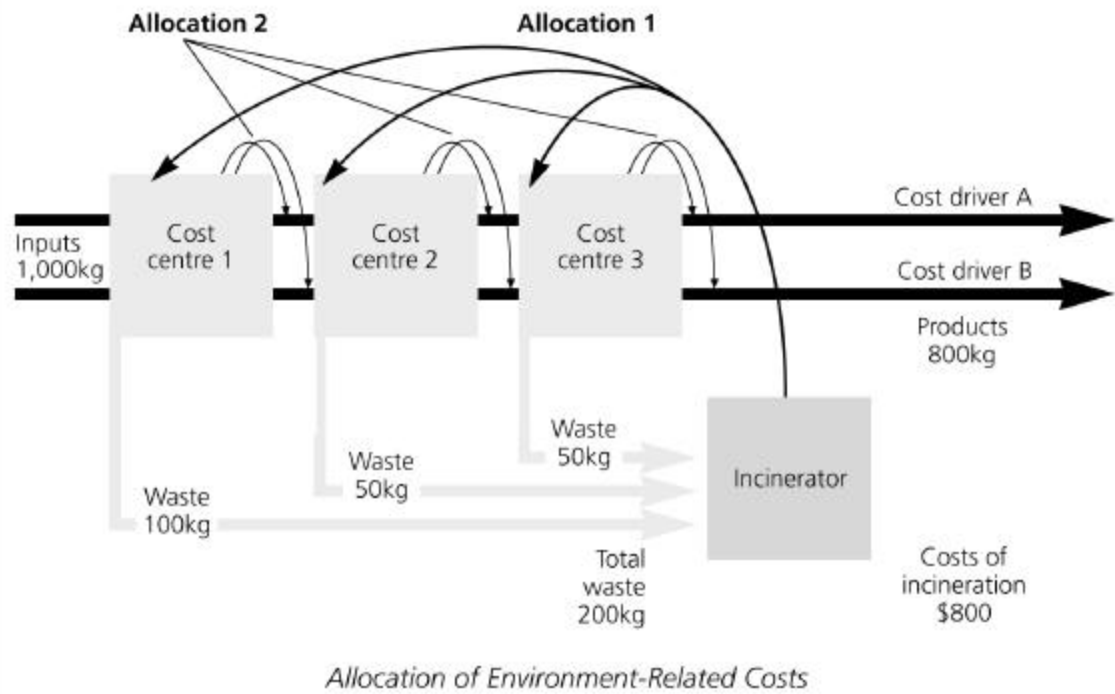 Allocation 2
Allocation 1
Cost driver A
Inputs
1,000kg
Cost
centre 1
Cost
centre 2
Cost
centre 3
Cost driver B
Products
800kg
Waste
50kg
Waste
50kg
Waste
100kg
Incinerator
Total
waste
200kg
Costs of
incineration
$800
Allocation of Environment-Related Costs